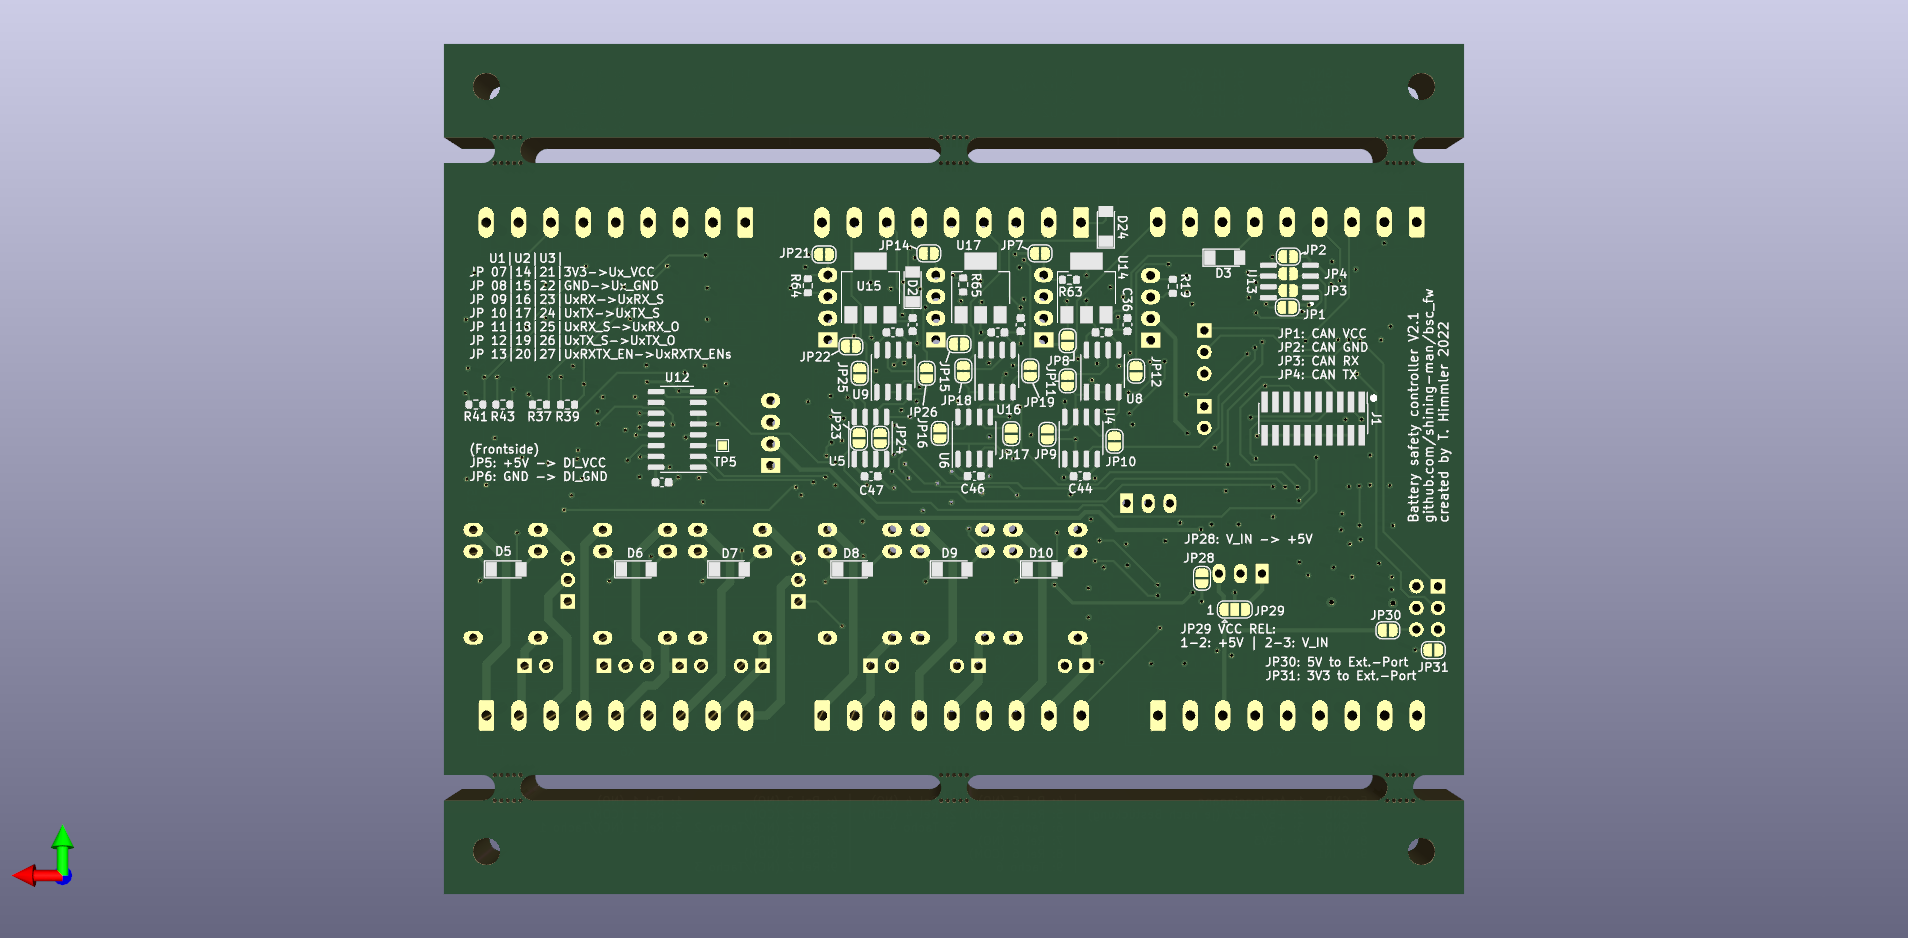 D24
JP21
JP14
U17
JP7
U14
JP2
D3
U13
JP4
JP3
JP1
U1|U2|U3|
JP 07|14|21|3V3->Ux_VCC
JP 08|15|22|GND->Ux_GND
JP 09|16|23|UxRX->UxRX_S
JP 10|17|24|UxTX->UxTX_S
JP 11|18|25|UxRX_S->UxRX_O
JP 12|19|26|UxTX_S->UxTX_O
JP 13|20|27|UxRXTX_EN->UxRXTX_ENs
R64
U15
R65
R63
C36
R19
JP1: CAN VCC
JP2: CAN GND
JP3: CAN RX
JP4: CAN TX
Battery safety controller V2.1
github.com/shining-man/bsc_fw
created by T. Himmler 2022
JP22
JP25
JP15
JP8
JP11
JP12
U12
U9
JP26
JP18
U16
JP19
U8
R41
R43
R37
R39
JP23
JP24
JP16
U4
J1
(Frontside)
JP5: +5V -> DI_VCC
JP6: GND -> DI_GND
TP5
U5
U6
JP17
JP9
JP10
C47
C46
C44
D5
D6
D7
D8
D9
D10
JP28: V_IN -> +5V
JP28
1
JP29
JP29 VCC REL:
1-2: +5V | 2-3: V_IN
JP30
JP30: 5V to Ext.-Port
JP31: 3V3 to Ext.-Port
JP31